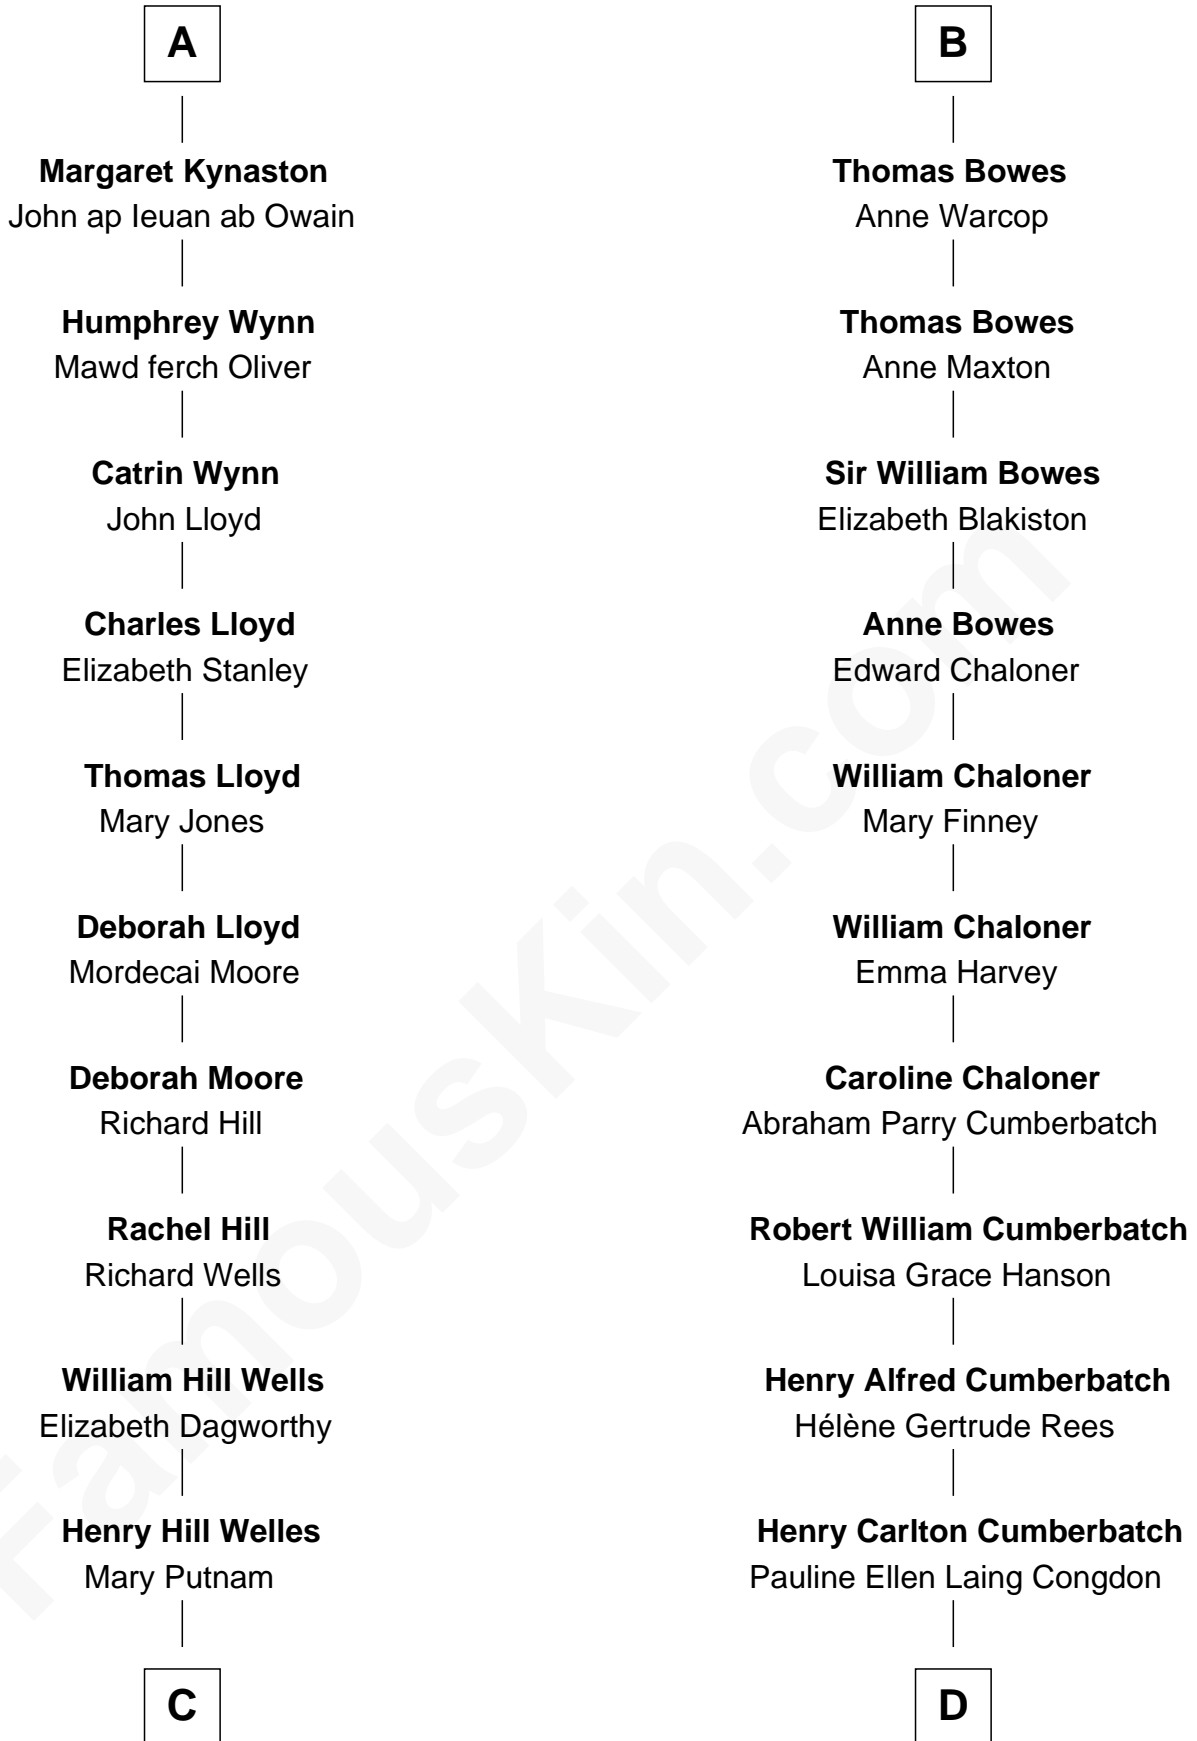 A
Margaret Kynaston
John ap Ieuan ab Owain
Humphrey Wynn
Mawd ferch Oliver
Catrin Wynn
John Lloyd
Charles Lloyd
Elizabeth Stanley
Thomas Lloyd
Mary Jones
Deborah Lloyd
Mordecai Moore
Deborah Moore
Richard Hill
Rachel Hill
Richard Wells
William Hill Wells
Elizabeth Dagworthy
Henry Hill Welles
Mary Putnam
C
B
Thomas Bowes
Anne Warcop
Thomas Bowes
Anne Maxton
Sir William Bowes
Elizabeth Blakiston
Anne Bowes
Edward Chaloner
William Chaloner
Mary Finney
William Chaloner
Emma Harvey
Caroline Chaloner
Abraham Parry Cumberbatch
Robert William Cumberbatch
Louisa Grace Hanson
Henry Alfred Cumberbatch
Hélène Gertrude Rees
Henry Carlton Cumberbatch
Pauline Ellen Laing Congdon
D
FamousKin.com